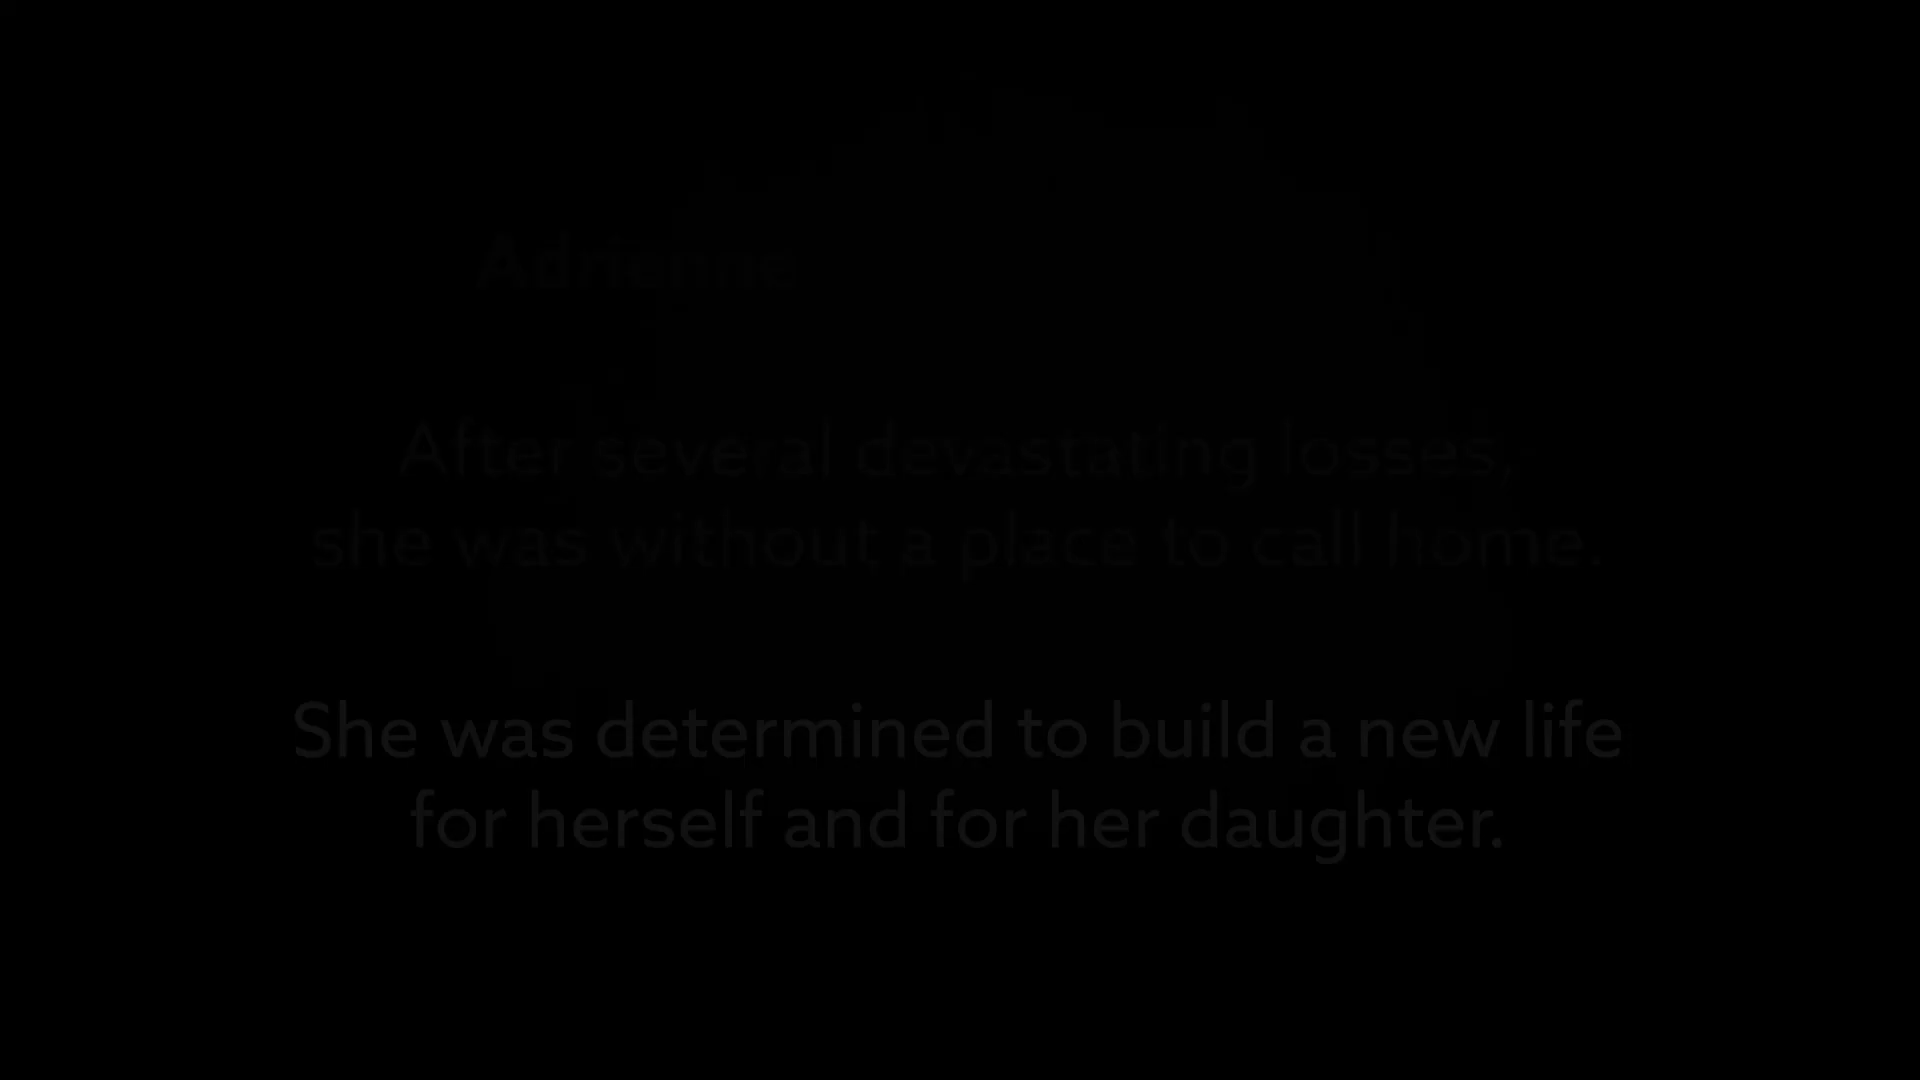 Adrienne
After several devastating losses,
she was without a place to call home.
She was determined to build a new life
for herself and for her daughter.